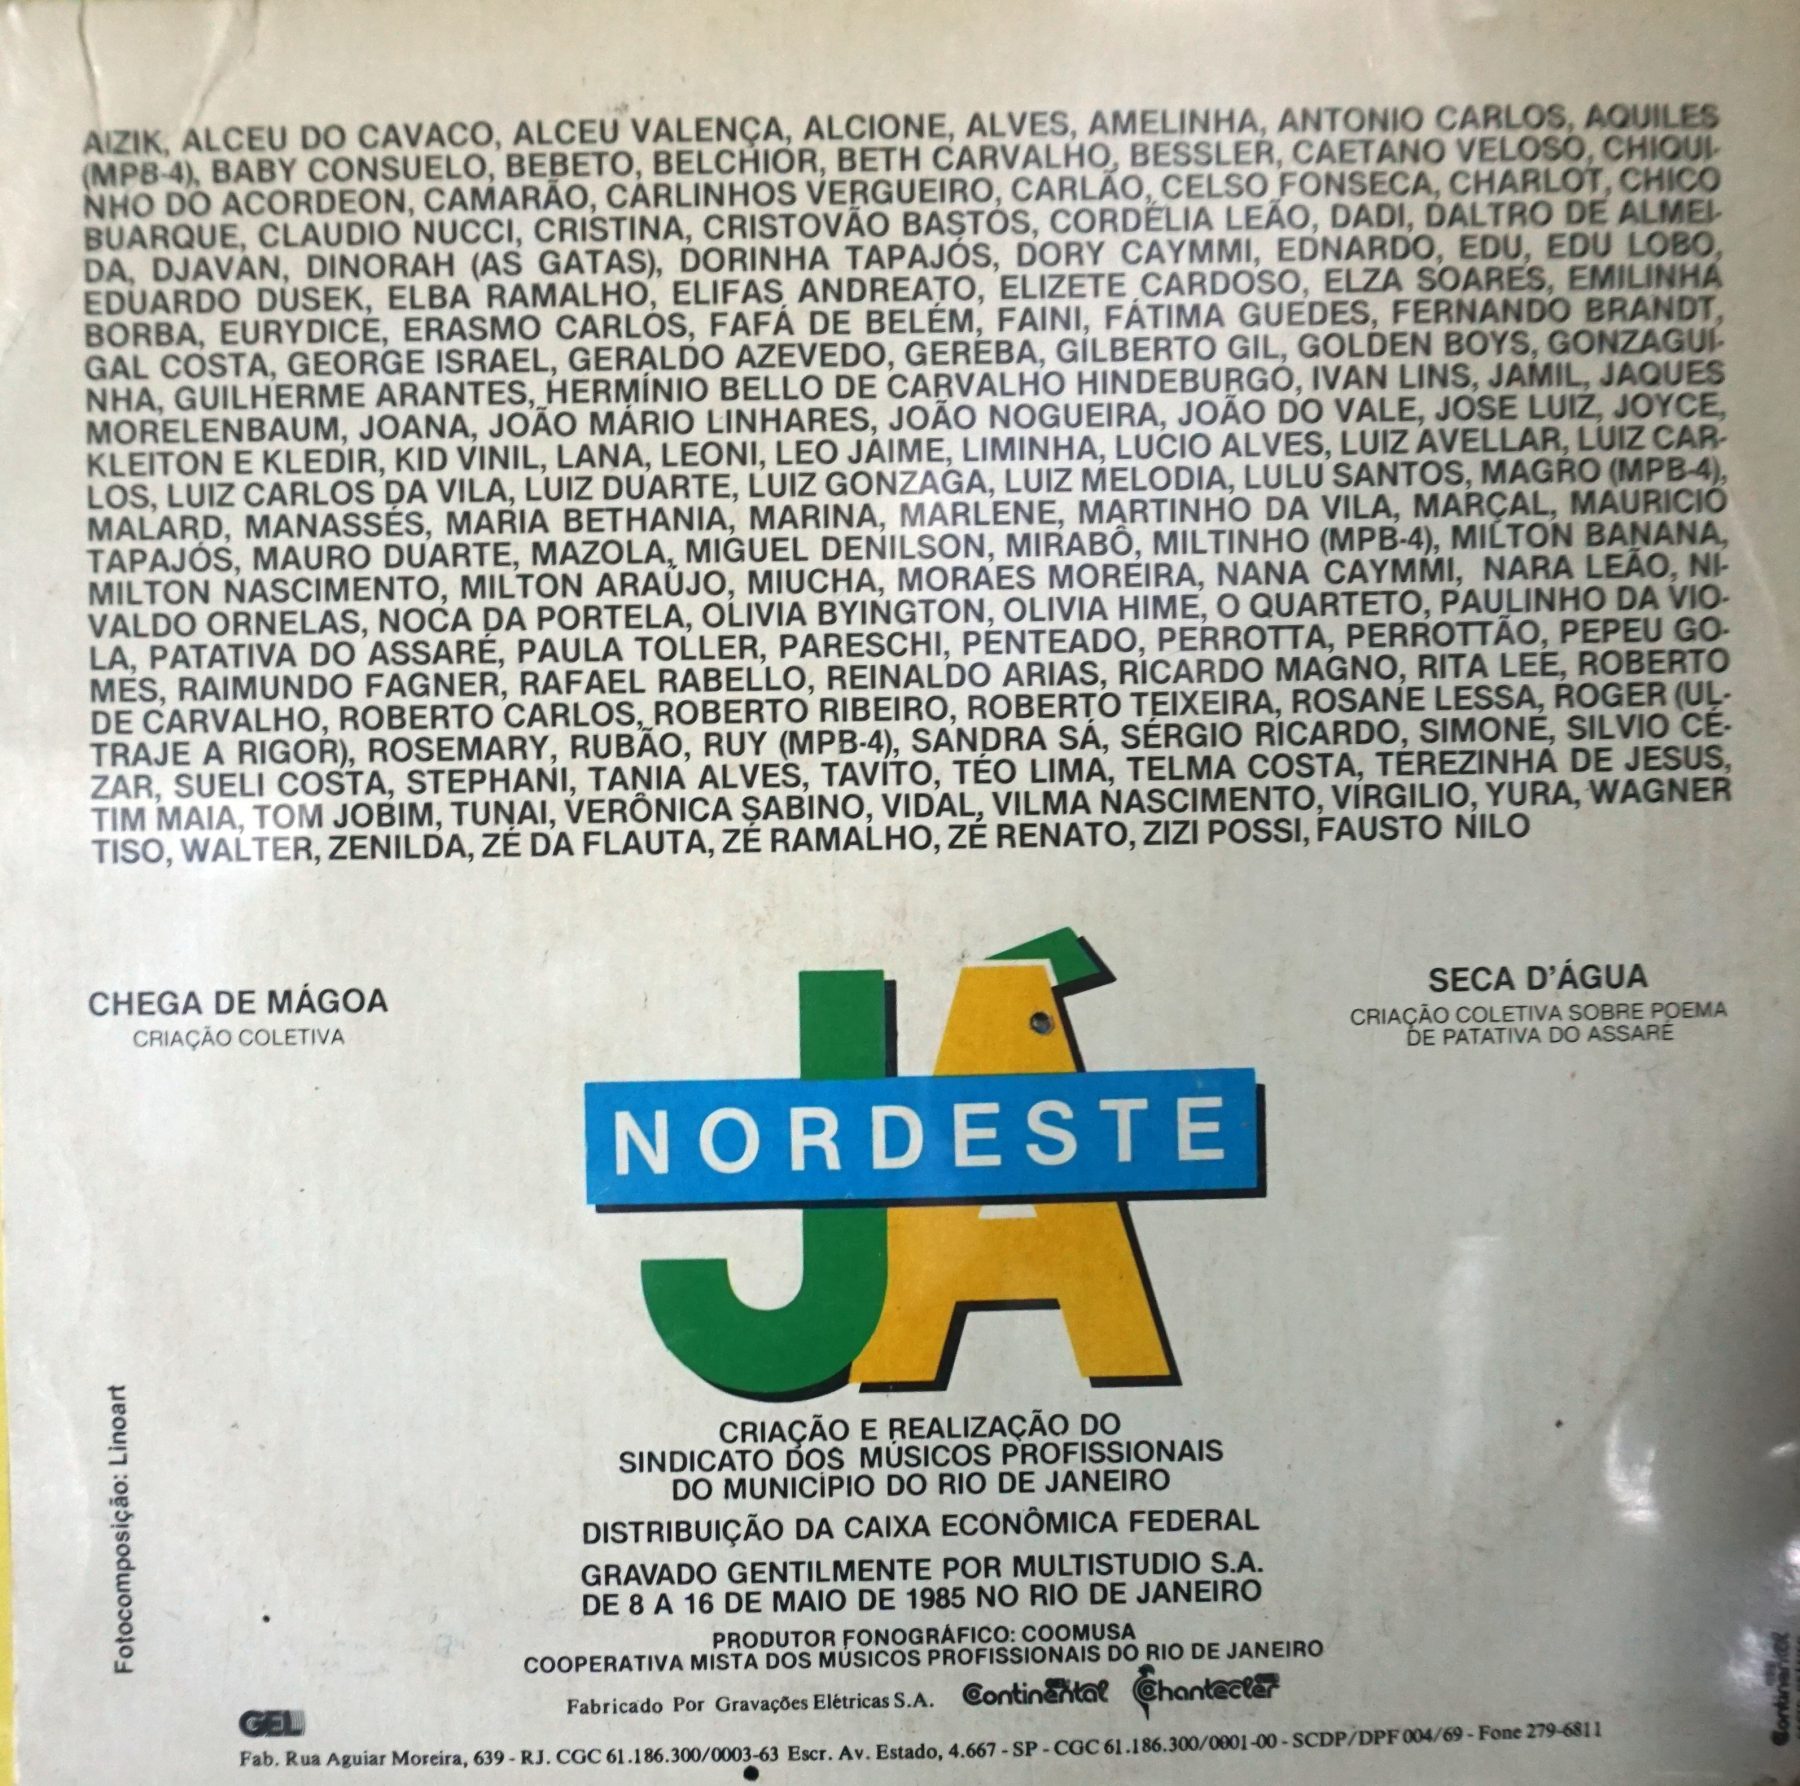 AIZIK, ALCEU DO CAVACO, ALCEU VALENÇA, ALCIONE, ALVES, AMELINHA, ANTONIO CARLOS, AQUILES
(MPB-4), BABY CONSUELO, BEBETO, BELCHIOR, BETH CARVALHO, BESSLER, CAETANO VELOSO, CHIQUI-
NHO DO ACORDEON, CAMARÃO, CARLINHOS VERGUEIRO, CARLÃO, CELSO FONSECA, CHARLOT, CHICO
BUARQUE, CLAUDIO NUCCI, CRISTINA, CRISTOVÃO BASTOS, CORDÉLIA LEÃO, DADI, DALTRO DE ALMEI-
DA, DJAVAN, DINORAH (AS GATAS), DORINHA TAPAJÓS, DORY CAYMMI, EDNARDO, EDU, EDU LOBO,
EDUARDO DUSEK, ELBA RAMALHO, ELIFAS ANDREATO, ELIZETE CARDOSO, ELZA SOARES, EMILINHA
BORBA, EURYDICE, ERASMO CARLOS, FAFÁ DE BELÉM, FAINI, FÁTIMA GUEDES, FERNANDO BRANDT,
GAL COSTA, GEORGE ISRAEL, GERALDO AZEVEDO, GEREBA, GILBERTO GIL, GOLDEN BOYS, GONZAGUI-
NHA, GUILHERME ARANTES, HERMÍNIO BELLO DE CARVALHO HINDEBURGO, IVAN LINS, JAMIL, JAQUES
MORELENBAUM, JOANA, JOÃO MÁRIO LINHARES, JOÃO NOGUEIRA, JOÃO DO VALE, JOSE LUIZ, JOYCE,
KLEITON E KLEDIR, KID VINIL, LANA, LEONI, LEO JAIME, LIMINHA, LUCIO ALVES, LUIZ AVELLAR, LUIZ CAR-
LOS, LUIZ CARLOS DA VILA, LUIZ DUARTE, LUIZ GONZAGA, LUIZ MELODIA, LULU SANTOS, MAGRO (MPB-4),
MALARD, MANASSÉS, MARIA BETHANIA, MARINA, MARLENE, MARTINHO DA VILA, MARÇAL, MAURICIO
TAPAJÓS, MAURO DUARTE, MAZOLA, MIGUEL DENILSON, MIRABÔ, MILTINHO (MPB-4), MILTON BANANA,
MILTON NASCIMENTO, MILTON ARAÚJO, MIUCHA, MORAES MOREIRA, NANA CAYMMI, NARA LEÃO, NI-
VALDO ORNELAS, NOCA DA PORTELA, OLIVIA BYINGTON, OLIVIA HIME, O QUARTETO, PAULINHO DA VIO-
LA, PATATIVA DO ASSARÉ, PAULA TOLLER, PARESCHI, PENTEADO, PERROTTA, PERROTTÃO, PEPEU GO-
MES, RAIMUNDO FAGNER, RAFAEL RABELLO, REINALDO ARIAS, RICARDO MAGNO, RITA LEE, ROBERTO
DE CARVALHO, ROBERTO CARLOS, ROBERTO RIBEIRO, ROBERTO TEIXEIRA, ROSANE LESSA, ROGER (UL-
TRAJE A RIGOR), ROSEMARY, RUBÃO, RUY (MPB-4), SANDRA SÁ, SÉRGIO RICARDO, SIMONE, SILVIO CÉ-
ZAR, SUELI COSTA, STEPHANI, TANIA ALVES, TAVITO, TÉO LIMA, TELMA COSTA, TEREZINHA DE JESUS,
TIM MAIA, TOM JOBIM, TUNAI, VERÔNICA SABINO, VIDAL, VILMA NASCIMENTO, VIRGILIO, YURA, WAGNER
TISO, WALTER, ZENILDA, ZÉ DA FLAUTA, ZÉ RAMALHO, ZÉ RENATO, ZIZI POSSI, FAUSTO NILO
CHEGA DE MÁGOA
CRIAÇÃO COLETIVA
SECA D'ÁGUA
CRIAÇÃO COLETIVA SOBRE POEMA
DE PATATIVA DO ASSARÉ
JÁ
NORDESTE
CRIAÇÃO E REALIZAÇÃO DO
SINDICATO DOS MÚSICOS PROFISSIONAIS
DO MUNICÍPIO DO RIO DE JANEIRO
DISTRIBUIÇÃO DA CAIXA ECONÔMICA FEDERAL
GRAVADO GENTILMENTE POR MULTISTUDIO S.A.
DE 8 A 16 DE MAIO DE 1985 NO RIO DE JANEIRO
PRODUTOR FONOGRÁFICO: COOMUSA
COOPERATIVA MISTA DOS MÚSICOS PROFISSIONAIS DO RIO DE JANEIRO
Fabricado Por Gravações Elétricas S.A. Continental Chantecler
GEL
Fab. Rua Aguiar Moreira, 639 - RJ. CGC 61.186.300/0003-63 Escr. Av. Estado, 4.667 - SP - CGC 61.186.300/0001-00 - SCDP/DPF 004/69 - Fone 279-6811
Fotocomposição: Linoart
Continental